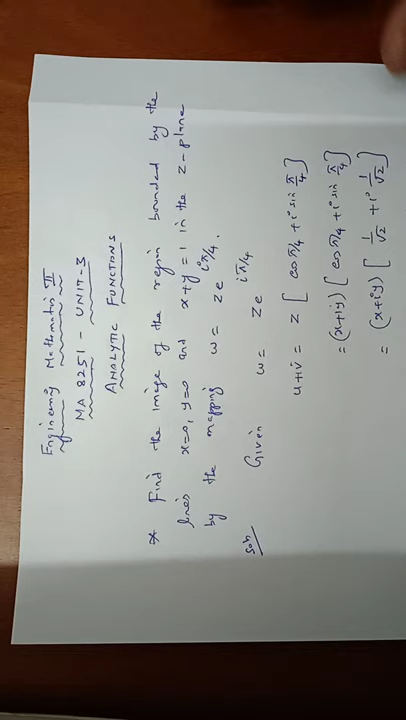 Engineering Mathematics II
MA 8251 - UNIT-3
ANALYTIC FUNCTIONS
* Find the image of the region bounded by the
lines x=0, y=0 and x+y=1 in the z-plane
by the mapping w = ze^{iπ/4}.
Soln Given w = ze^{iπ/4}
u+iv = z [cos π/4 + i sin π/4]
= (x+iy) [cos π/4 + i sin π/4]
= (x+iy) [1/√2 + i 1/√2]